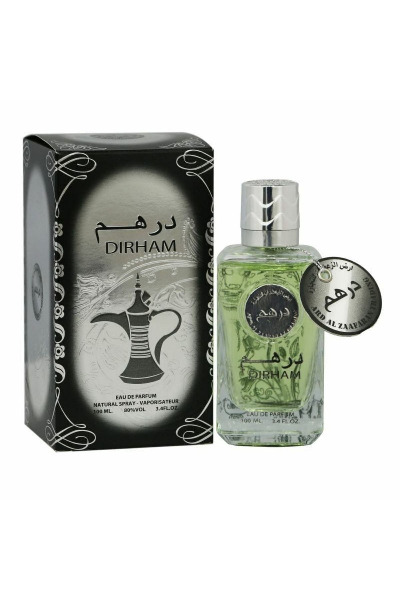 درهم
DIRHAM
EAU DE PARFUM
NATURAL SPRAY - VAPORISATEUR
100 ML. 80%VOL 3.4FL.OZ
درهم
درهم
DIRHAM
EAU DE PARFUM
100 ML 3.4 FL.OZ
درهم
ARD AL ZAAFARAN